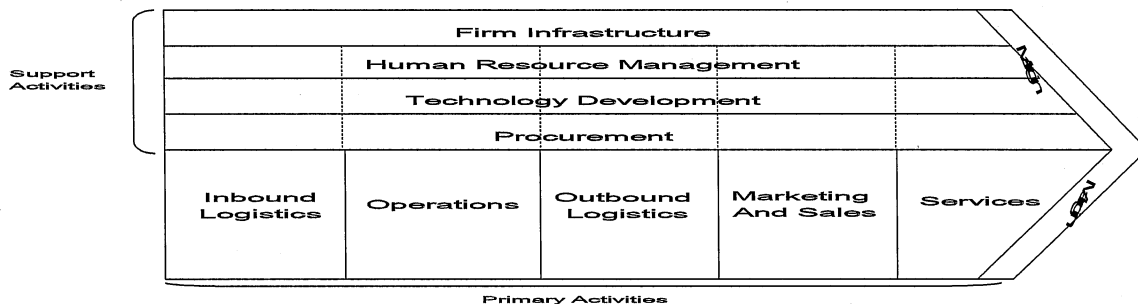 Firm Infrastructure
Support
Activities
Human Resource Management
Technology Development
Procurement
Inbound
Logistics
Operations
Outbound
Logistics
Marketing
And Sales
Services
Primary Activities